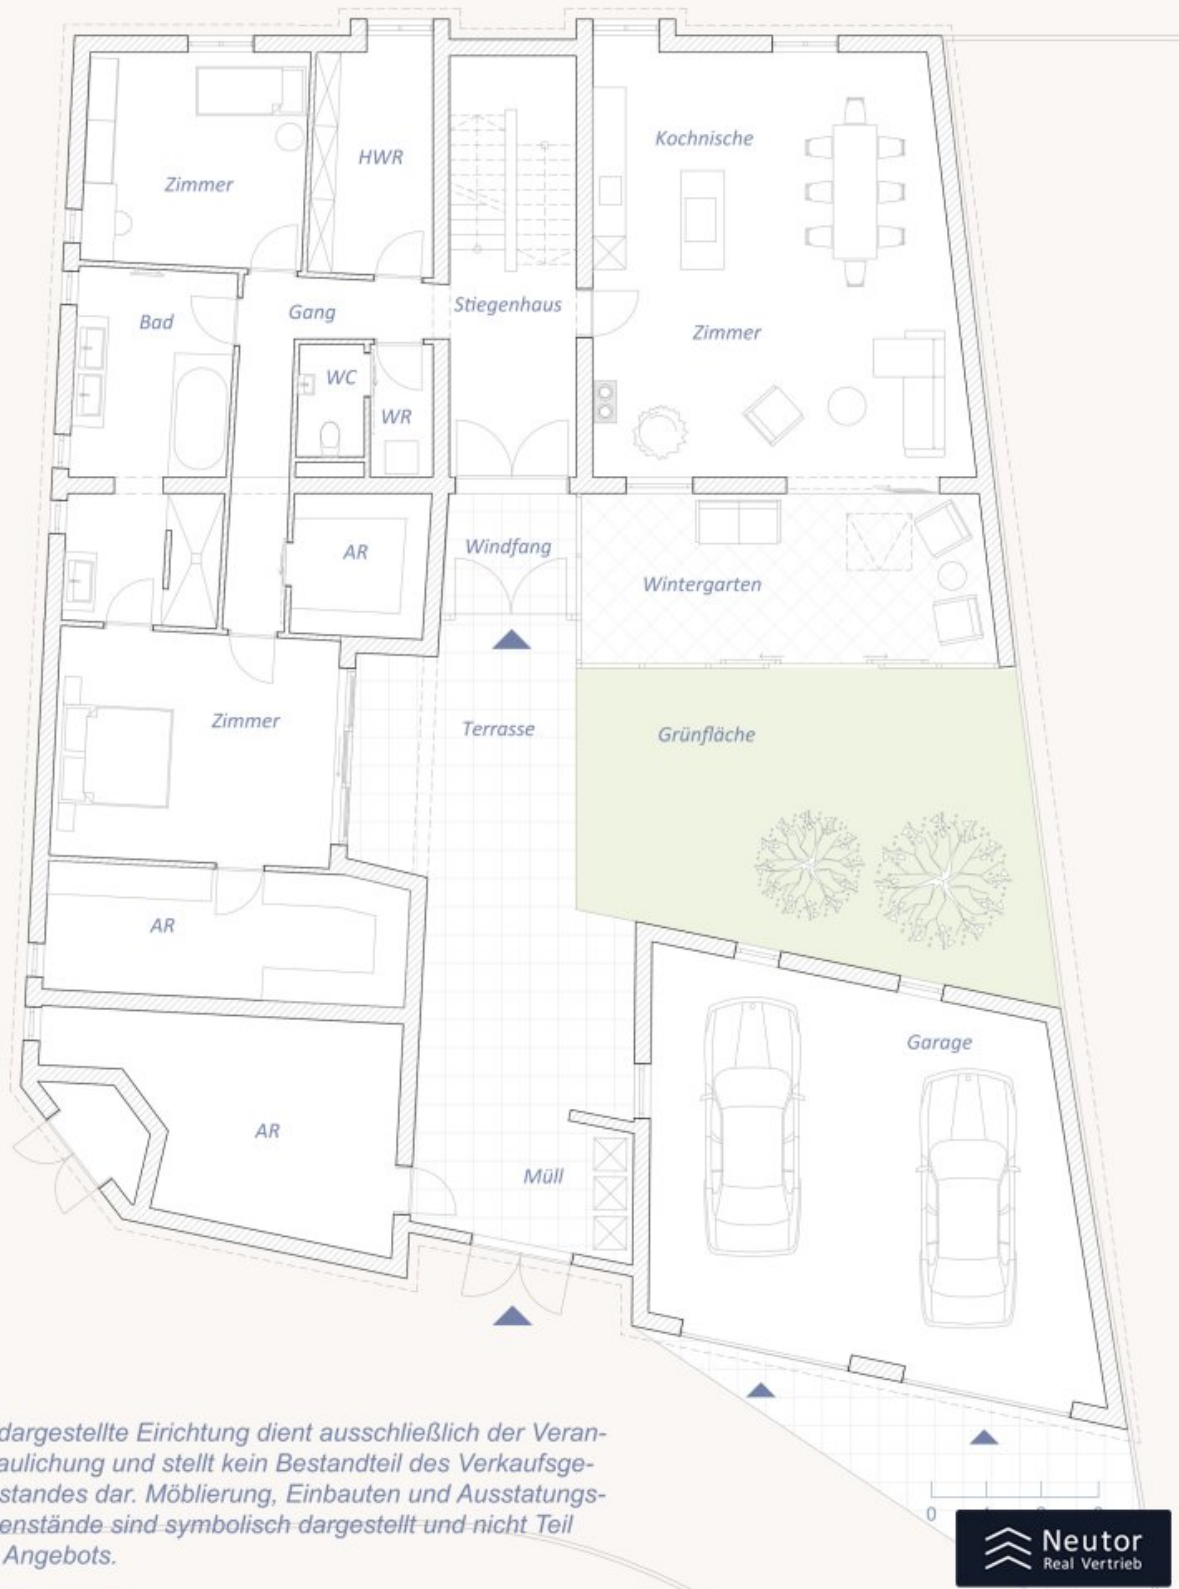 Kochnische
HWR
Zimmer
Gang
Stiegenhaus
Bad
Zimmer
WC
WR
AR
Windfang
Wintergarten
Zimmer
Terrasse
Grünfläche
AR
Garage
AR
Müll
dargestellte Eirichtung dient ausschließlich der Veran-
aulichung und stellt kein Bestandteil des Verkaufsge-
standes dar. Möblierung, Einbauten und Ausstatungs-
enstände sind symbolisch dargestellt und nicht Teil
Angebots.
0
Neutor
Real Vertrieb